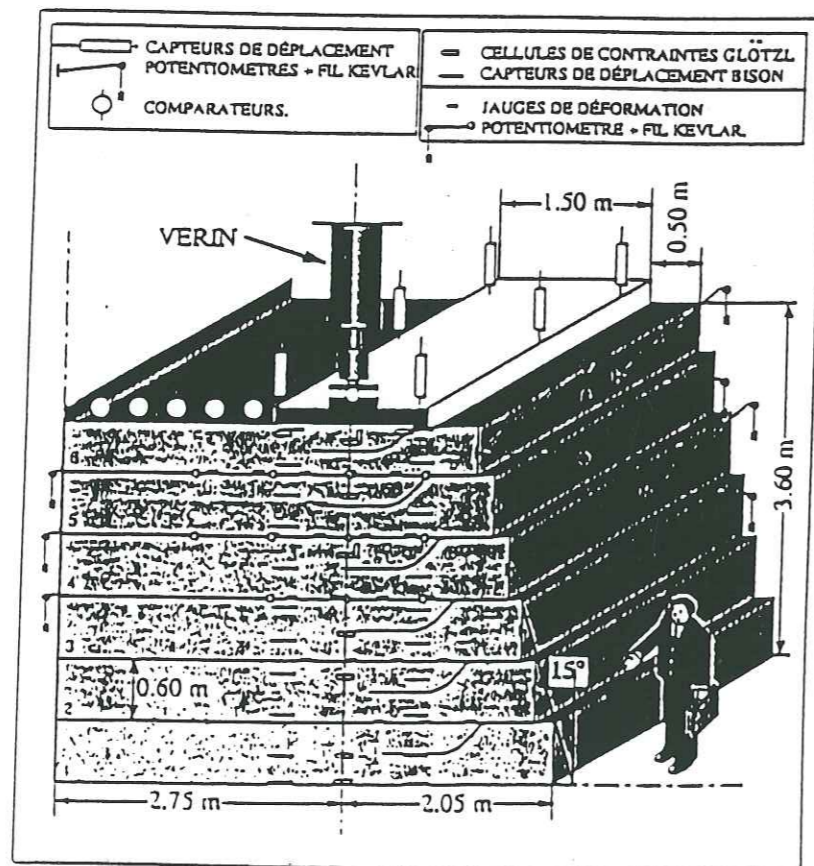 CAPTEURS DE DÉPLACEMENT
POTENTIOMETRES + FIL KEVLAR
COMPARATEURS.
CELLULES DE CONTRAINTES GLÖTZL
CAPTEURS DE DÉPLACEMENT BISON
JAUGES DE DÉFORMATION
POTENTIOMETRE + FIL KEVLAR
VERIN
1.50 m
0.50 m
3.60 m
6
5
4
3
15°
0.60 m
2
1
2.75 m
2.05 m